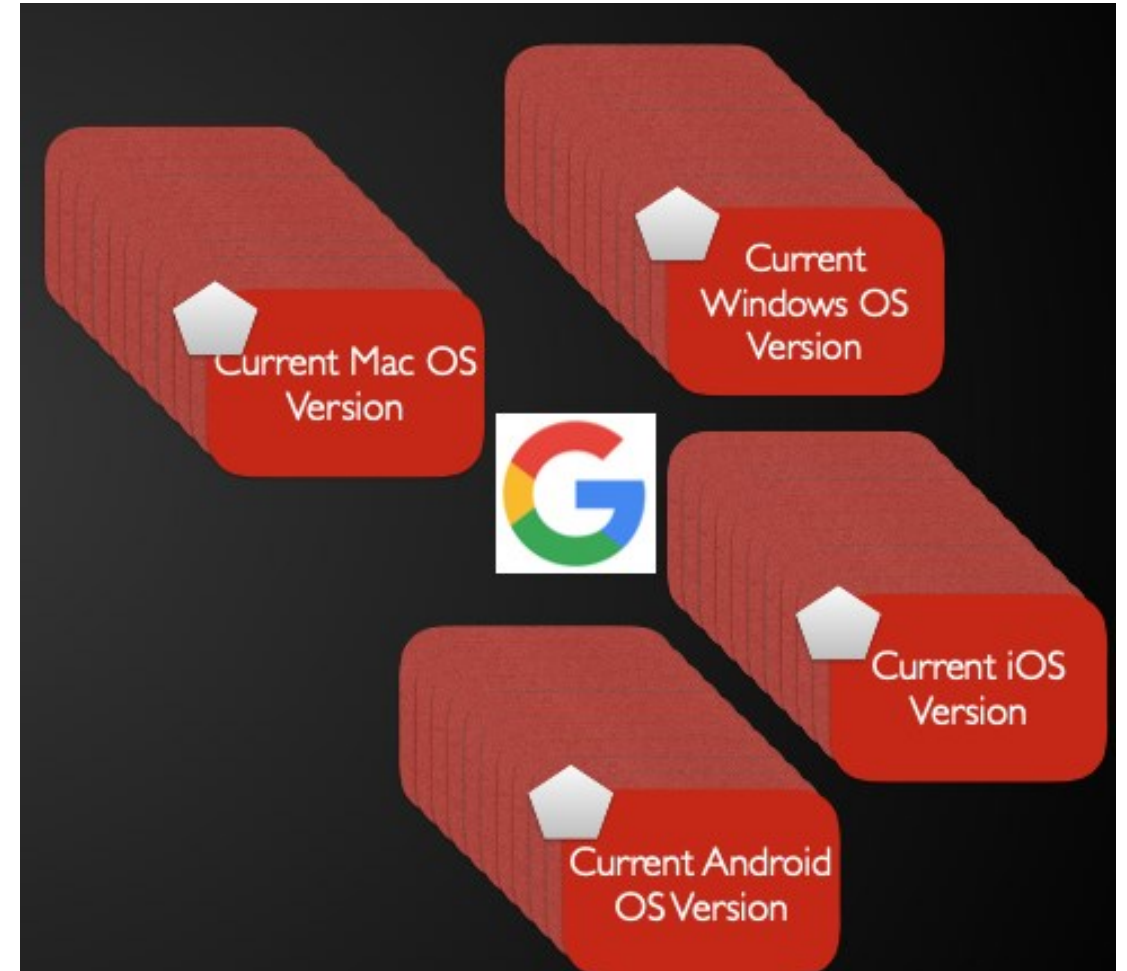 Current
Windows OS
Version
Current Mac OS
Version
Current iOS
Version
Current Android
OS Version